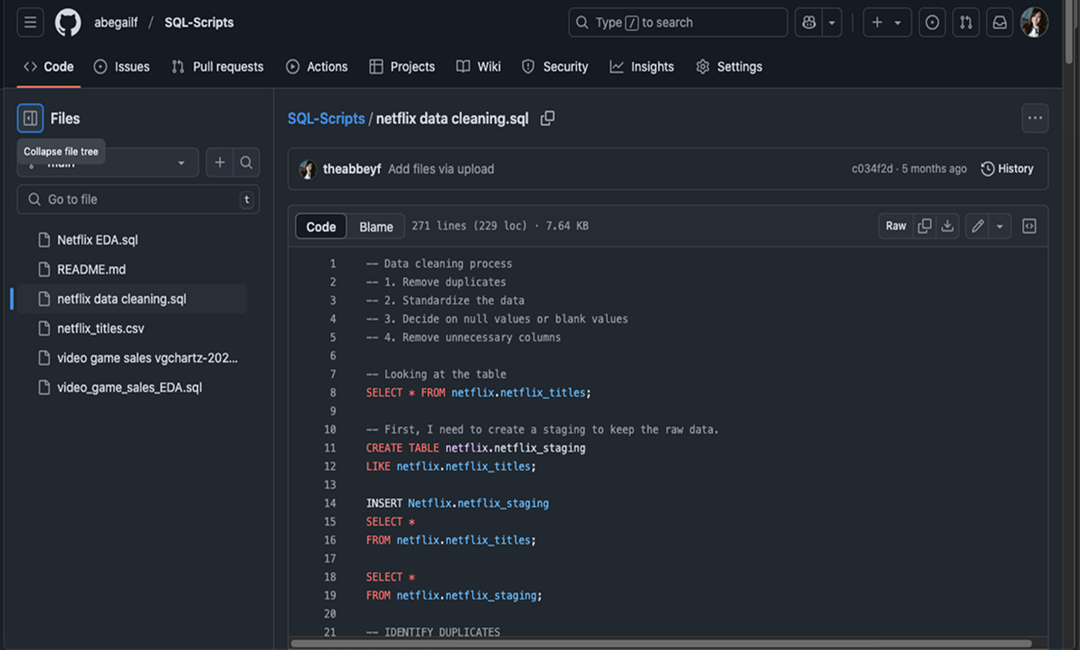 abegailf / SQL-Scripts
Type / to search
Code Issues Pull requests Actions Projects Wiki Security Insights Settings
Files
Collapse file tree
main
Go to file t
Netflix EDA.sql
README.md
netflix data cleaning.sql
netflix_titles.csv
video game sales vgchartz-202...
video_game_sales_EDA.sql
SQL-Scripts / netflix data cleaning.sql
theabbeyf Add files via upload c034f2d · 5 months ago History
Code Blame 271 lines (229 loc) · 7.64 KB Raw
1 -- Data cleaning process
2 -- 1. Remove duplicates
3 -- 2. Standardize the data
4 -- 3. Decide on null values or blank values
5 -- 4. Remove unnecessary columns
6
7 -- Looking at the table
8 SELECT * FROM netflix.netflix_titles;
9
10 -- First, I need to create a staging to keep the raw data.
11 CREATE TABLE netflix.netflix_staging
12 LIKE netflix.netflix_titles;
13
14 INSERT Netflix.netflix_staging
15 SELECT *
16 FROM netflix.netflix_titles;
17
18 SELECT *
19 FROM netflix.netflix_staging;
20
21 -- IDENTIFY DUPLICATES